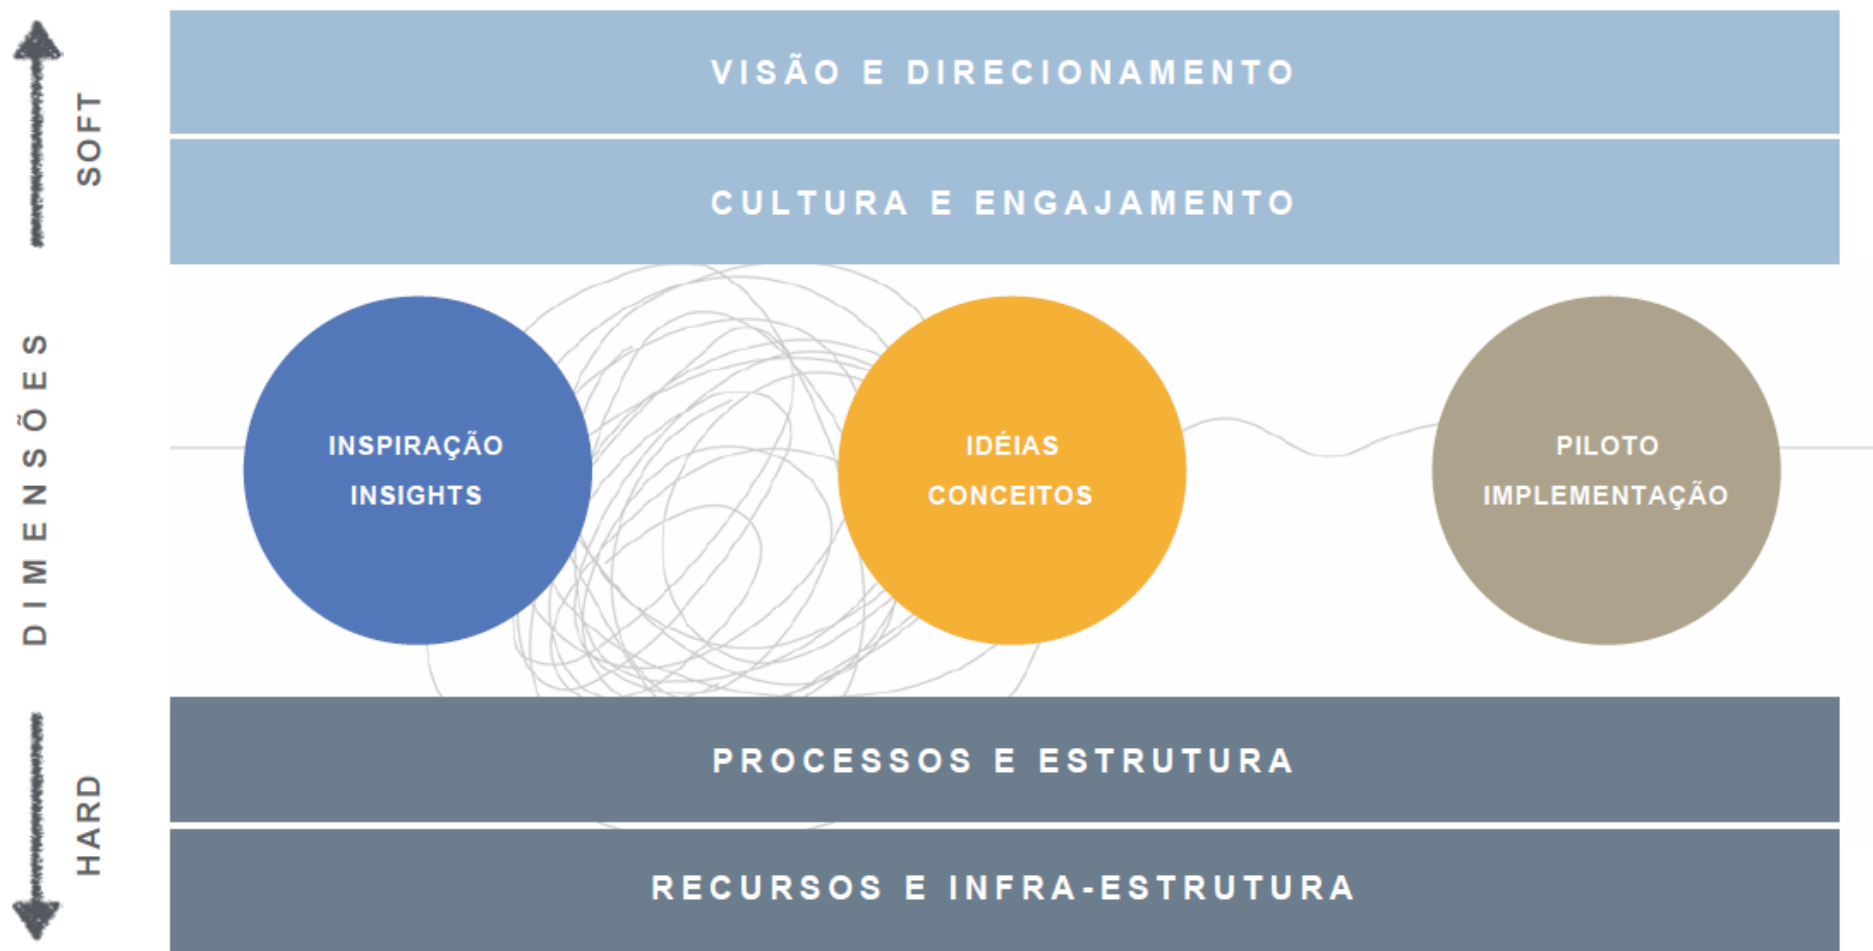 SOFT
VISÃO E DIRECIONAMENTO
CULTURA E ENGAJAMENTO
DIMENSÕES
INSPIRAÇÃO
INSIGHTS
IDÉIAS
CONCEITOS
PILOTO
IMPLEMENTAÇÃO
HARD
PROCESSOS E ESTRUTURA
RECURSOS E INFRA-ESTRUTURA